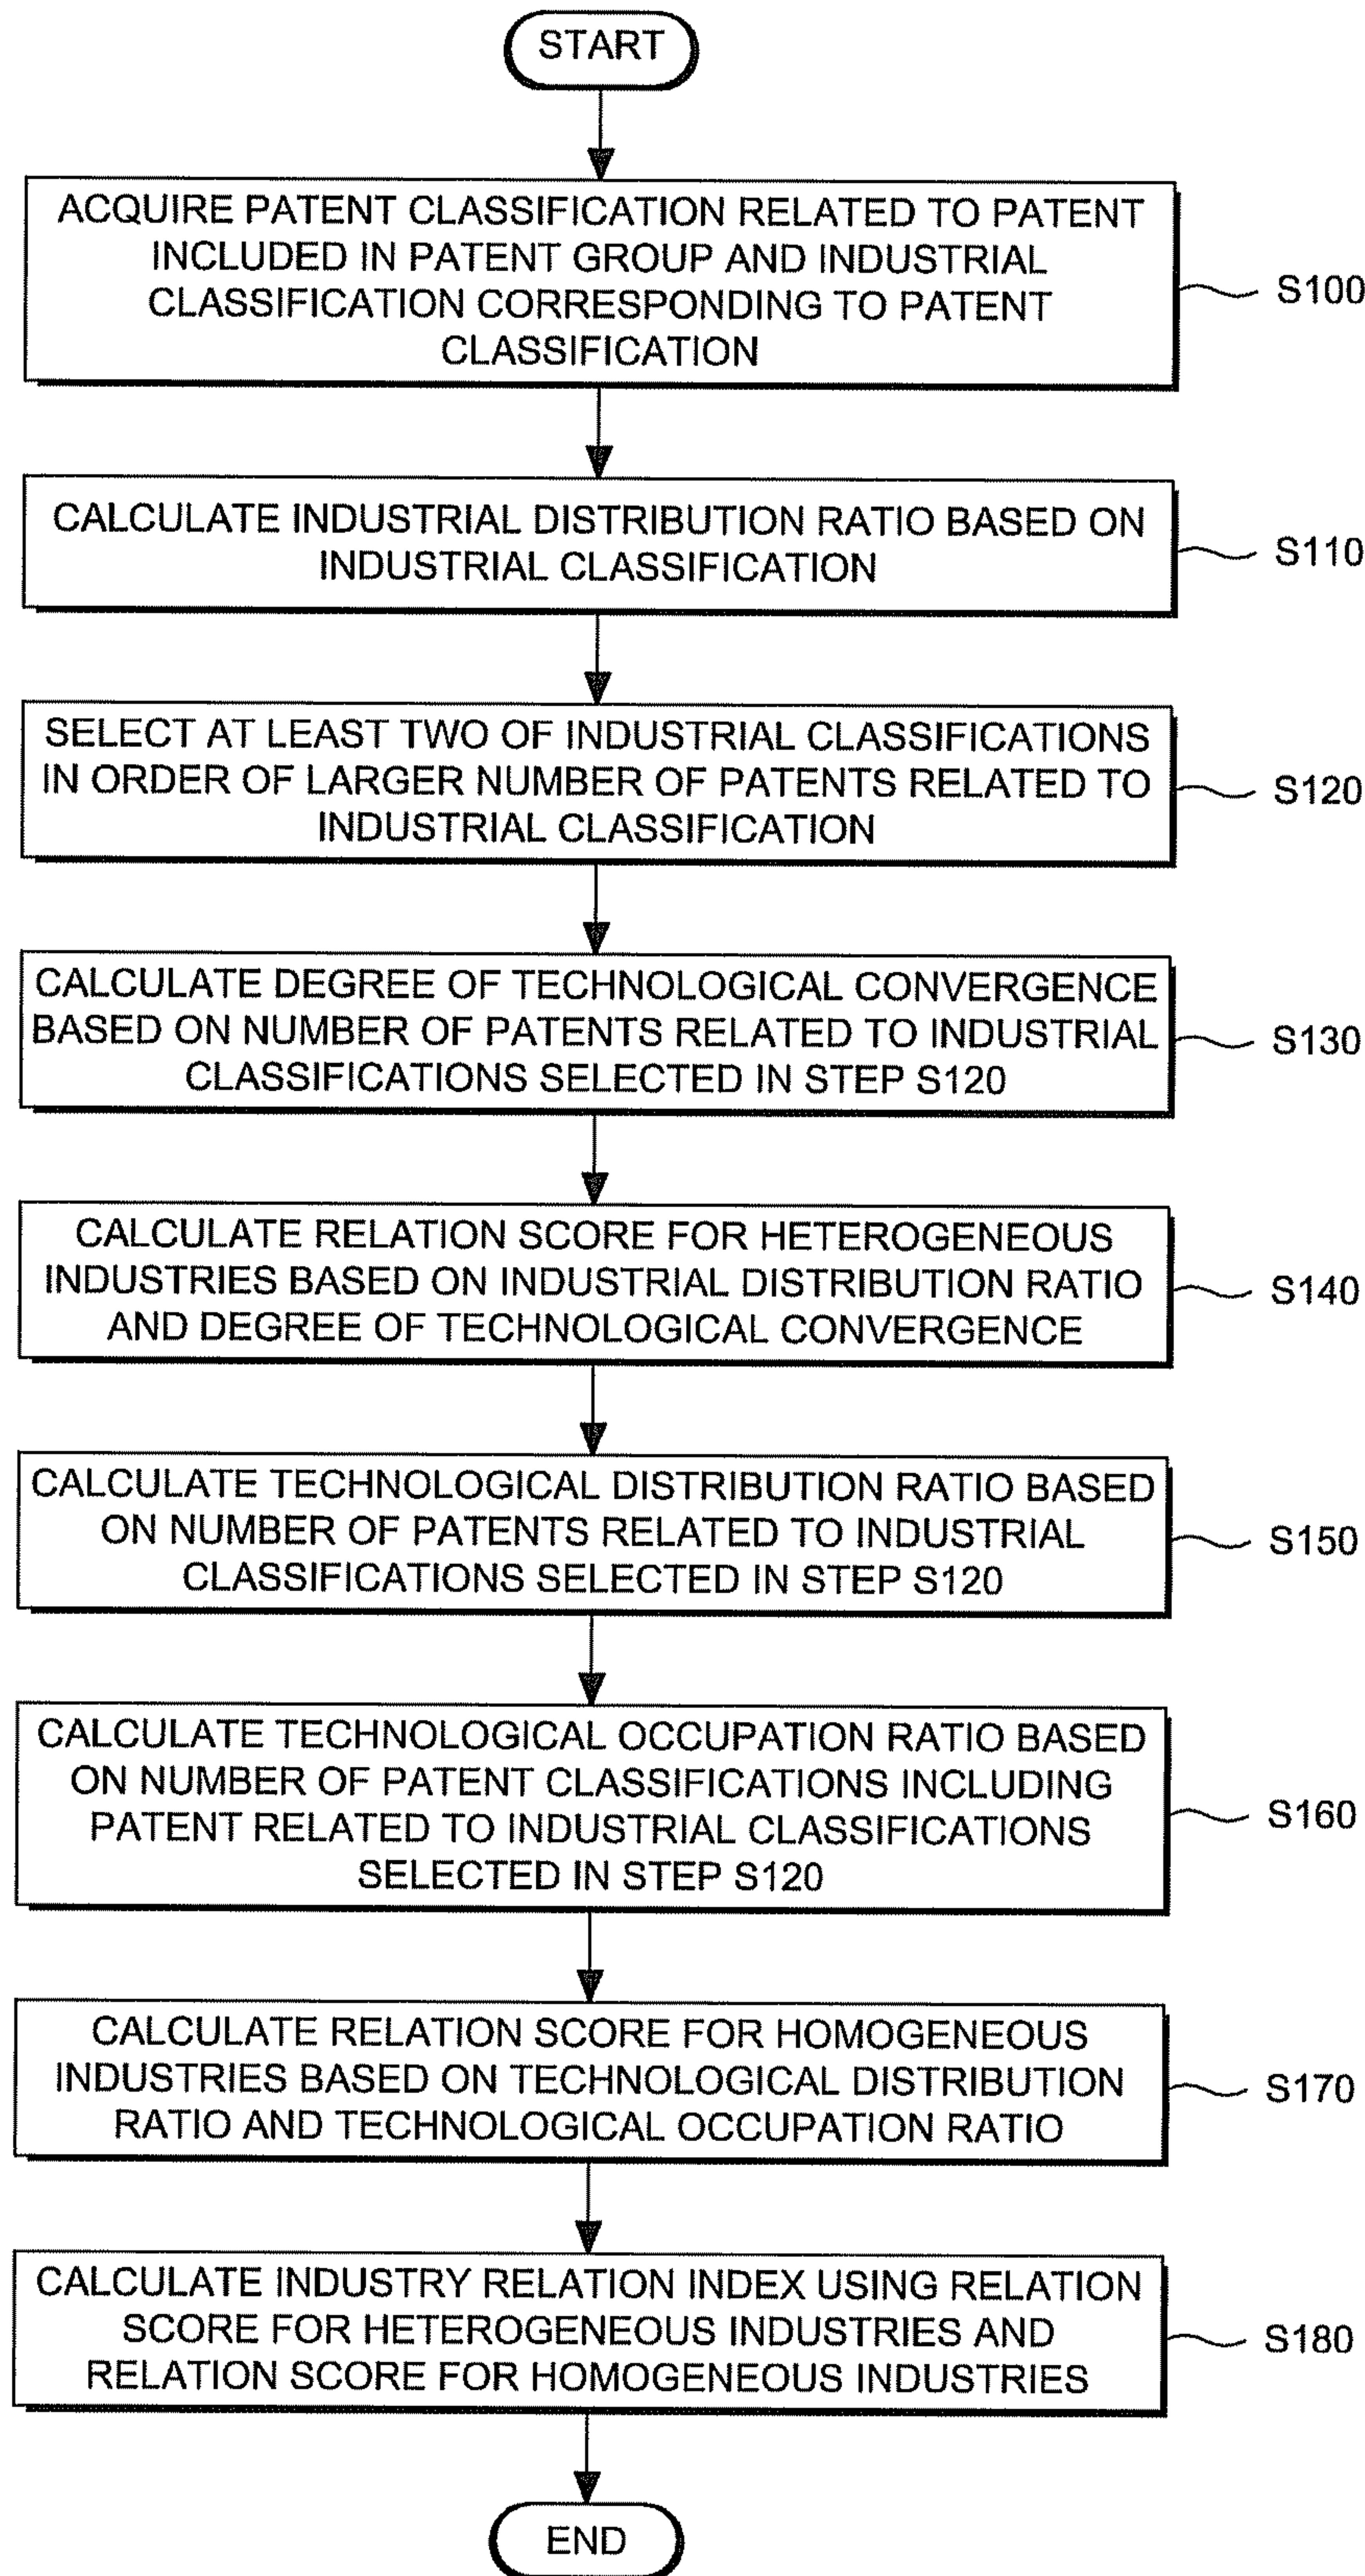 START
ACQUIRE PATENT CLASSIFICATION RELATED TO PATENT
INCLUDED IN PATENT GROUP AND INDUSTRIAL
CLASSIFICATION CORRESPONDING TO PATENT
CLASSIFICATION
S100
CALCULATE INDUSTRIAL DISTRIBUTION RATIO BASED ON
INDUSTRIAL CLASSIFICATION
S110
SELECT AT LEAST TWO OF INDUSTRIAL CLASSIFICATIONS
IN ORDER OF LARGER NUMBER OF PATENTS RELATED TO
INDUSTRIAL CLASSIFICATION
S120
CALCULATE DEGREE OF TECHNOLOGICAL CONVERGENCE
BASED ON NUMBER OF PATENTS RELATED TO INDUSTRIAL
CLASSIFICATIONS SELECTED IN STEP S120
S130
CALCULATE RELATION SCORE FOR HETEROGENEOUS
INDUSTRIES BASED ON INDUSTRIAL DISTRIBUTION RATIO
AND DEGREE OF TECHNOLOGICAL CONVERGENCE
S140
CALCULATE TECHNOLOGICAL DISTRIBUTION RATIO BASED
ON NUMBER OF PATENTS RELATED TO INDUSTRIAL
CLASSIFICATIONS SELECTED IN STEP S120
S150
CALCULATE TECHNOLOGICAL OCCUPATION RATIO BASED
ON NUMBER OF PATENT CLASSIFICATIONS INCLUDING
PATENT RELATED TO INDUSTRIAL CLASSIFICATIONS
SELECTED IN STEP S120
S160
CALCULATE RELATION SCORE FOR HOMOGENEOUS
INDUSTRIES BASED ON TECHNOLOGICAL DISTRIBUTION
RATIO AND TECHNOLOGICAL OCCUPATION RATIO
S170
CALCULATE INDUSTRY RELATION INDEX USING RELATION
SCORE FOR HETEROGENEOUS INDUSTRIES AND
RELATION SCORE FOR HOMOGENEOUS INDUSTRIES
S180
END